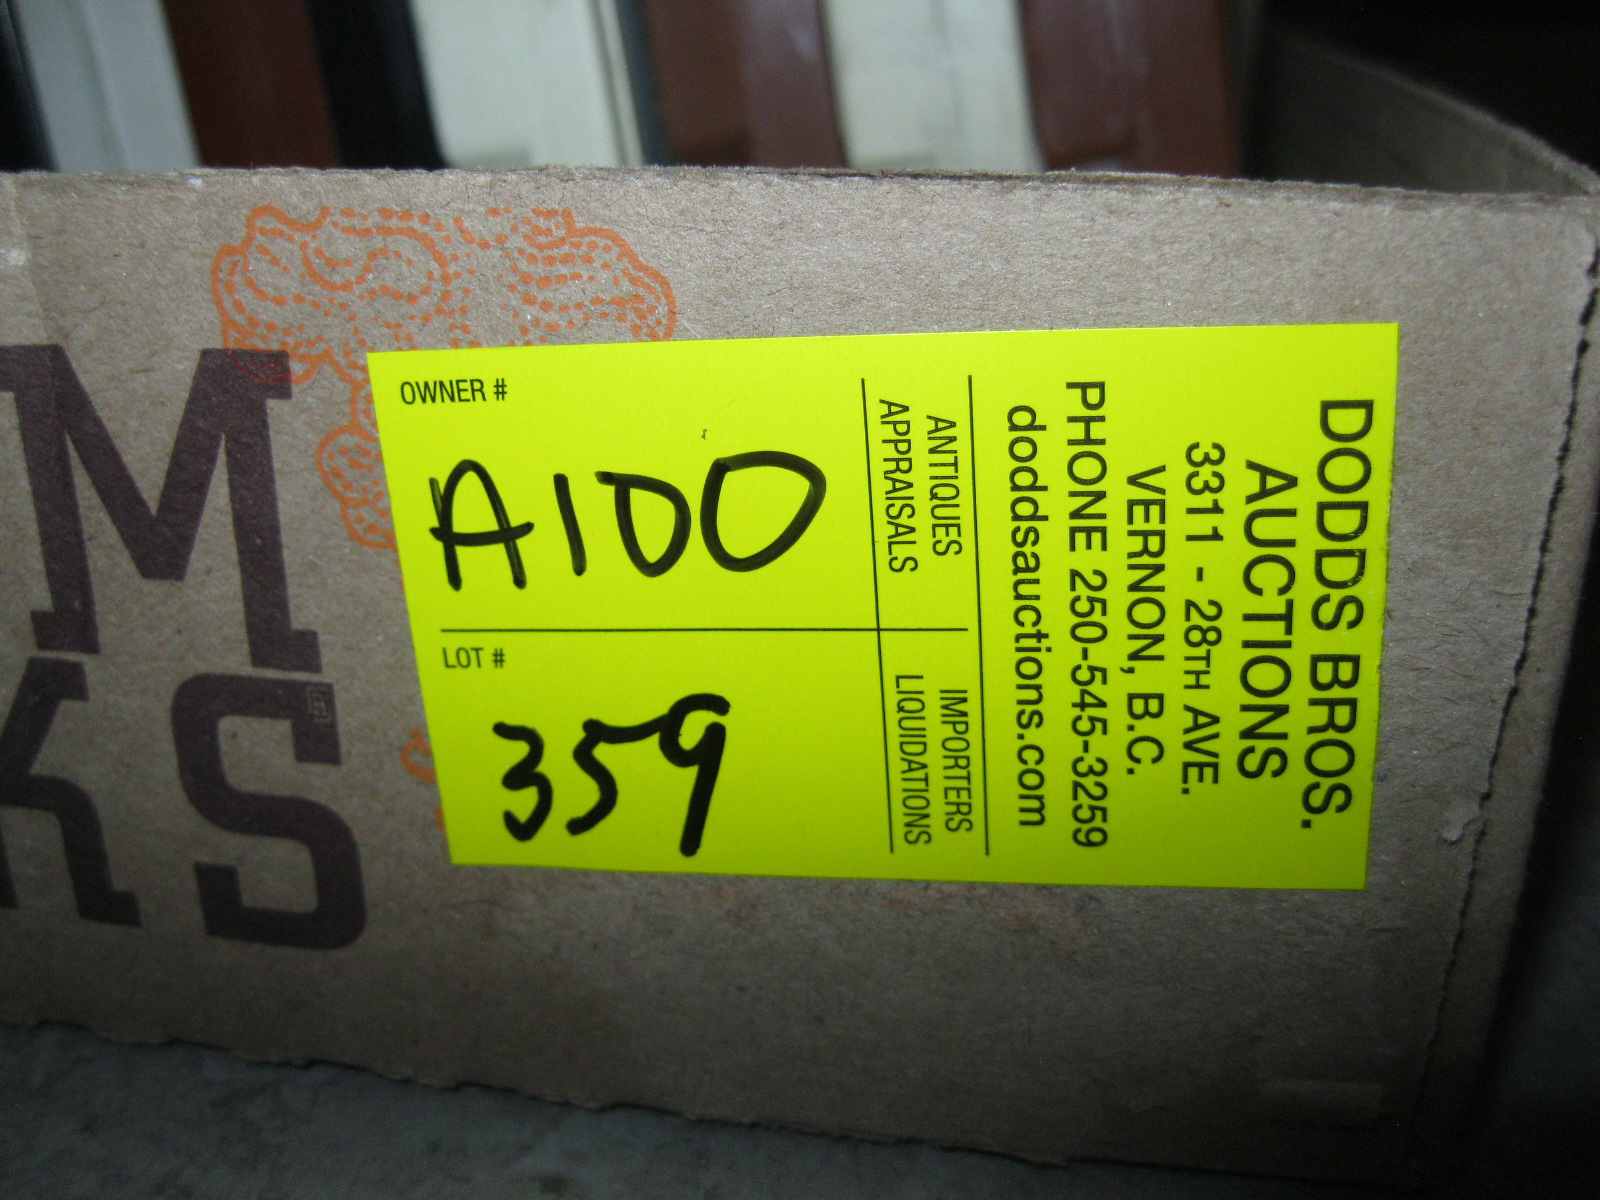 M
KS
OWNER #
A100
LOT #
359
ANTIQUES
APPRAISALS
IMPORTERS
LIQUIDATIONS
DODDS BROS.
AUCTIONS
3311 - 28TH AVE.
VERNON, B.C.
PHONE 250-545-3259
doddsauctions.com